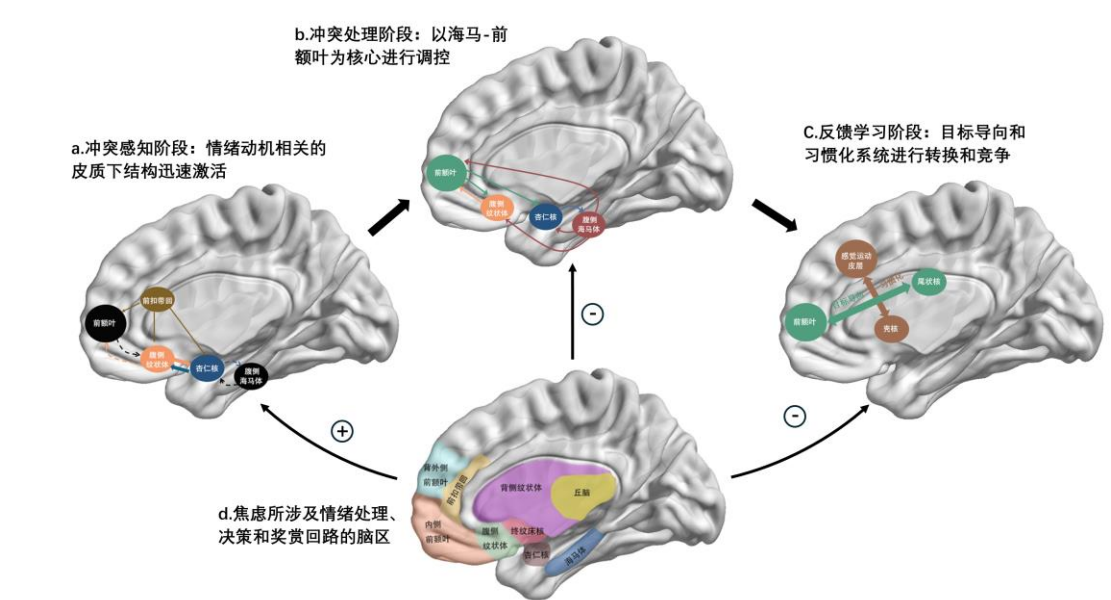 b.冲突处理阶段：以海马-前
额叶为核心进行调控
a.冲突感知阶段：情绪动机相关的
皮质下结构迅速激活
C.反馈学习阶段：目标导向和
习惯化系统进行转换和竞争
前额叶
腹侧
纹状体
杏仁核
腹侧
海马体
前扣带回
前额叶
腹侧
纹状体
杏仁核
腹侧
海马体
感觉运动
皮层
尾状核
目标导向
习惯化
前额叶
壳核
-
+
-
d.焦虑所涉及情绪处理、
决策和奖赏回路的脑区
背外侧
前额叶
前扣带回
背侧纹状体
丘脑
内侧
前额叶
腹侧
纹状体
终纹床核
杏仁核
海马体